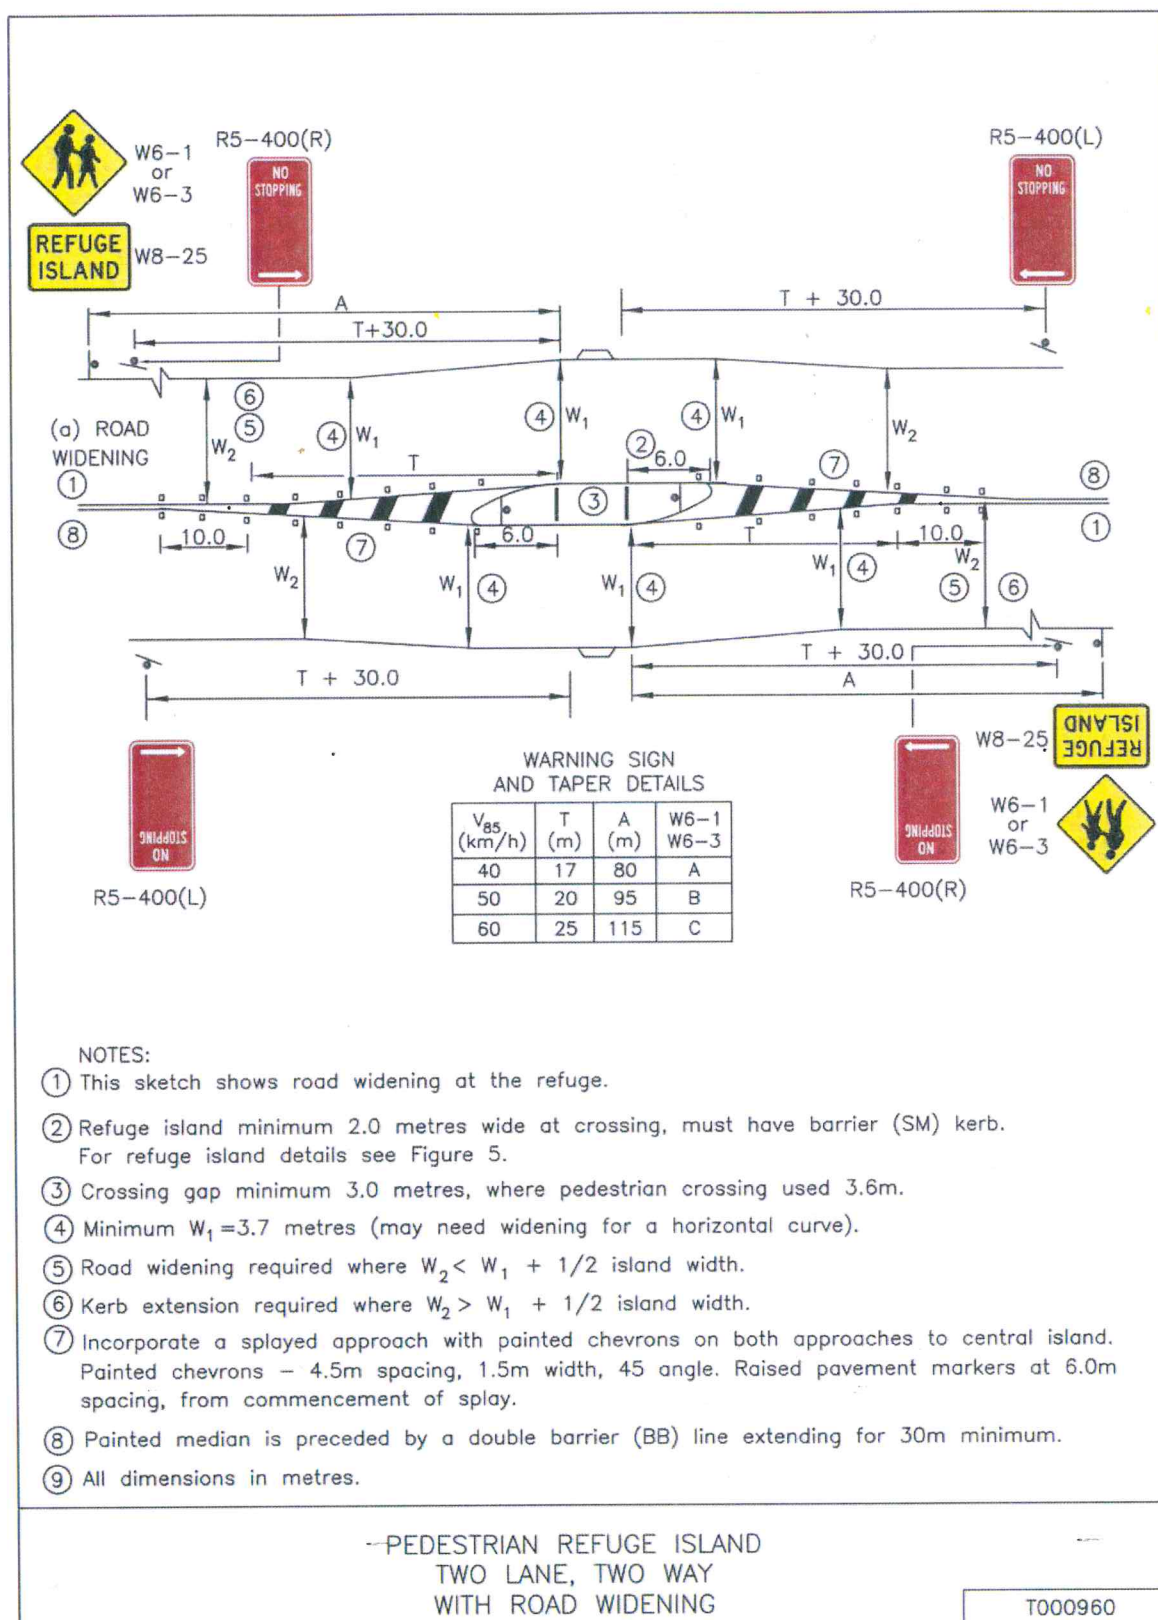 R5-400(R)
R5-400(L)
W6-1
or
W6-3
NO
STOPPING
NO
STOPPING
REFUGE
ISLAND
W8-25
A
T + 30.0
T+30.0
(a) ROAD
WIDENING
6
5
W2
4
W1
4
W1
4
W1
W2
2
6.0
T
7
1
8
3
8
1
10.0
7
6.0
T
10.0
W2
W1
4
W1
4
W1
4
W2
5
6
T + 30.0
T + 30.0
A
W8-25
REFUGE
ISLAND
W6-1
or
W6-3
NO
STOPPING
NO
STOPPING
R5-400(L)
R5-400(R)
WARNING SIGN
AND TAPER DETAILS
V85 (km/h) T (m) A (m) W6-1 W6-3
40 17 80 A
50 20 95 B
60 25 115 C
NOTES:
1 This sketch shows road widening at the refuge.
2 Refuge island minimum 2.0 metres wide at crossing, must have barrier (SM) kerb.
For refuge island details see Figure 5.
3 Crossing gap minimum 3.0 metres, where pedestrian crossing used 3.6m.
4 Minimum W1 =3.7 metres (may need widening for a horizontal curve).
5 Road widening required where W2 < W1 + 1/2 island width.
6 Kerb extension required where W2 > W1 + 1/2 island width.
7 Incorporate a splayed approach with painted chevrons on both approaches to central island.
Painted chevrons – 4.5m spacing, 1.5m width, 45 angle. Raised pavement markers at 6.0m
spacing, from commencement of splay.
8 Painted median is preceded by a double barrier (BB) line extending for 30m minimum.
9 All dimensions in metres.
PEDESTRIAN REFUGE ISLAND
TWO LANE, TWO WAY
WITH ROAD WIDENING
T000960